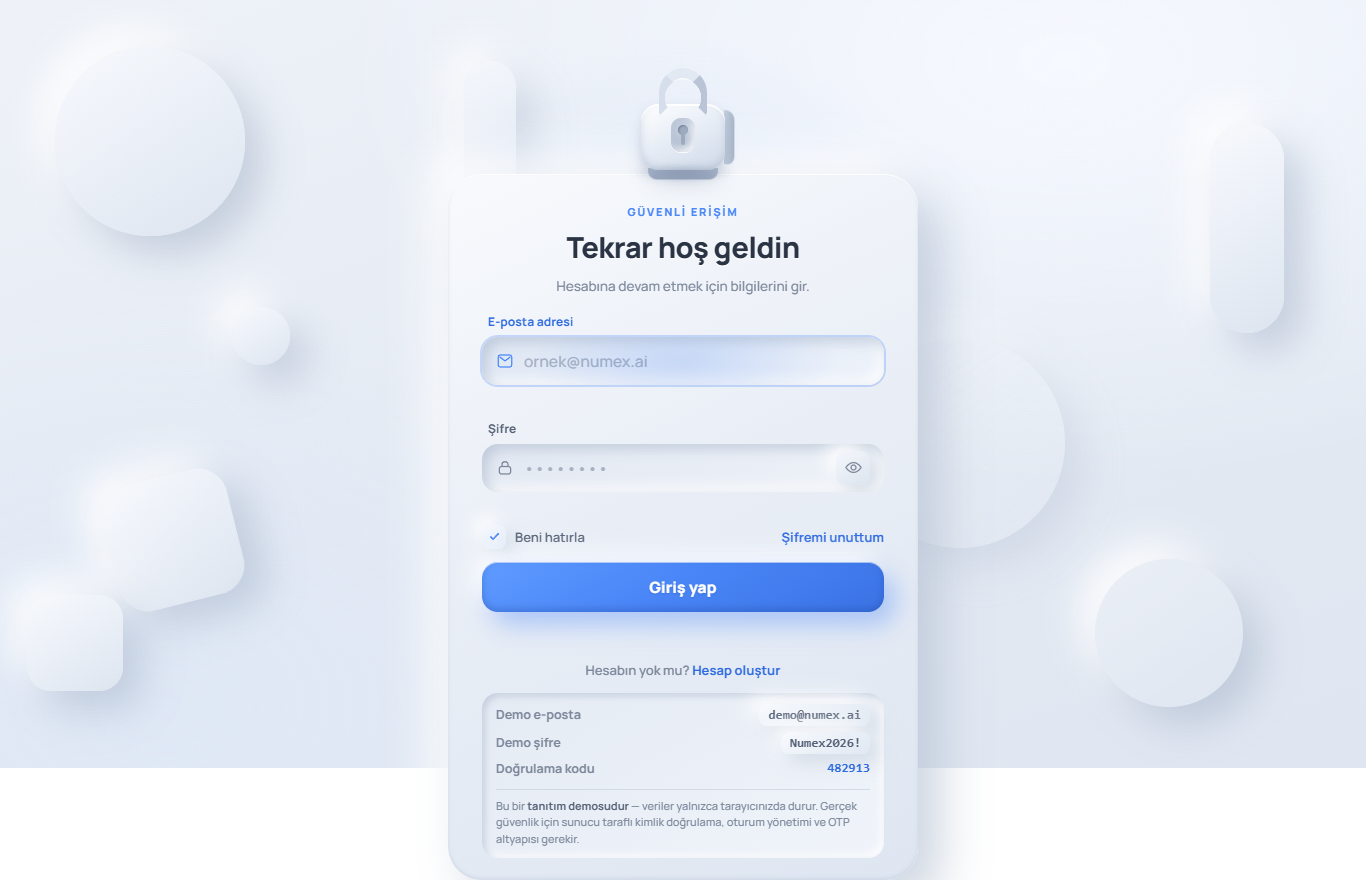 GÜVENLİ ERİŞİM
Tekrar hoş geldin
Hesabına devam etmek için bilgilerini gir.
E-posta adresi
ornek@numex.ai
Şifre
••••••••
Beni hatırla
Şifremi unuttum
Giriş yap
Hesabın yok mu? Hesap oluştur
Demo e-posta demo@numex.ai
Demo şifre Numex2026!
Doğrulama kodu 482913
Bu bir tanıtım demosudur — veriler yalnızca tarayıcınızda durur. Gerçek
güvenlik için sunucu taraflı kimlik doğrulama, oturum yönetimi ve OTP
altyapısı gerekir.